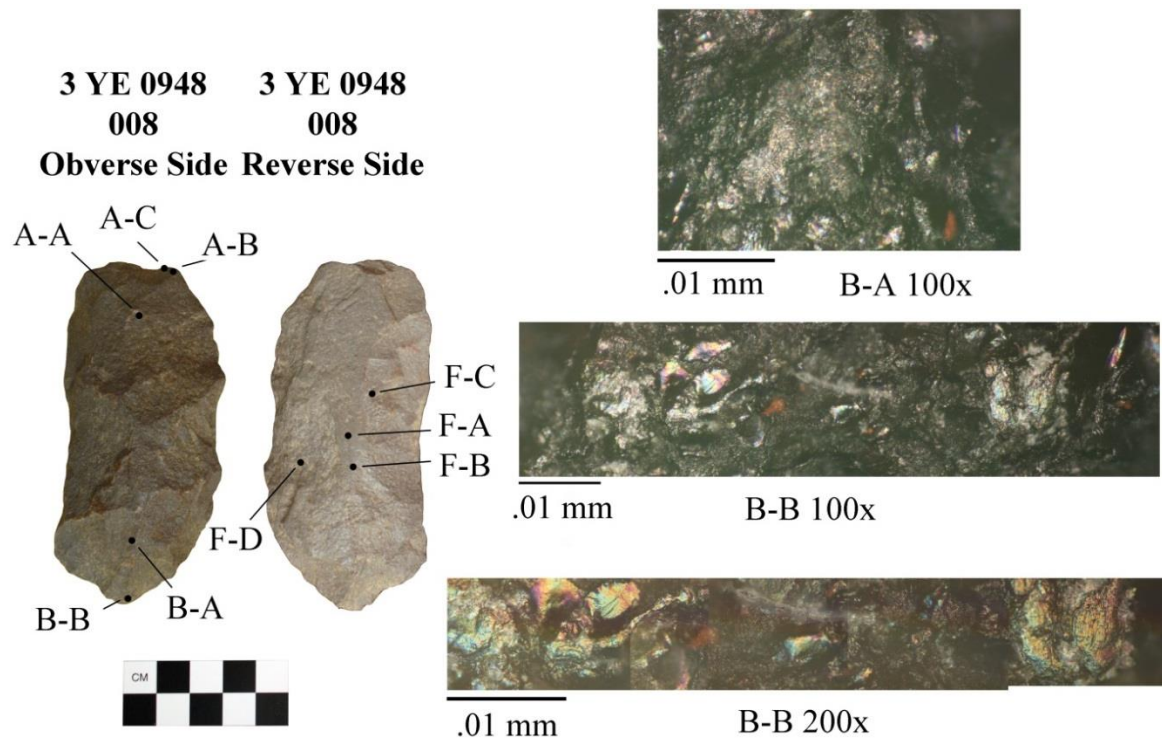 3 YE 0948
008
Obverse Side
3 YE 0948
008
Reverse Side
A-C
A-A
A-B
F-C
F-A
F-B
F-D
B-B
B-A
CM
.01 mm
B-A 100x
.01 mm
B-B 100x
.01 mm
B-B 200x